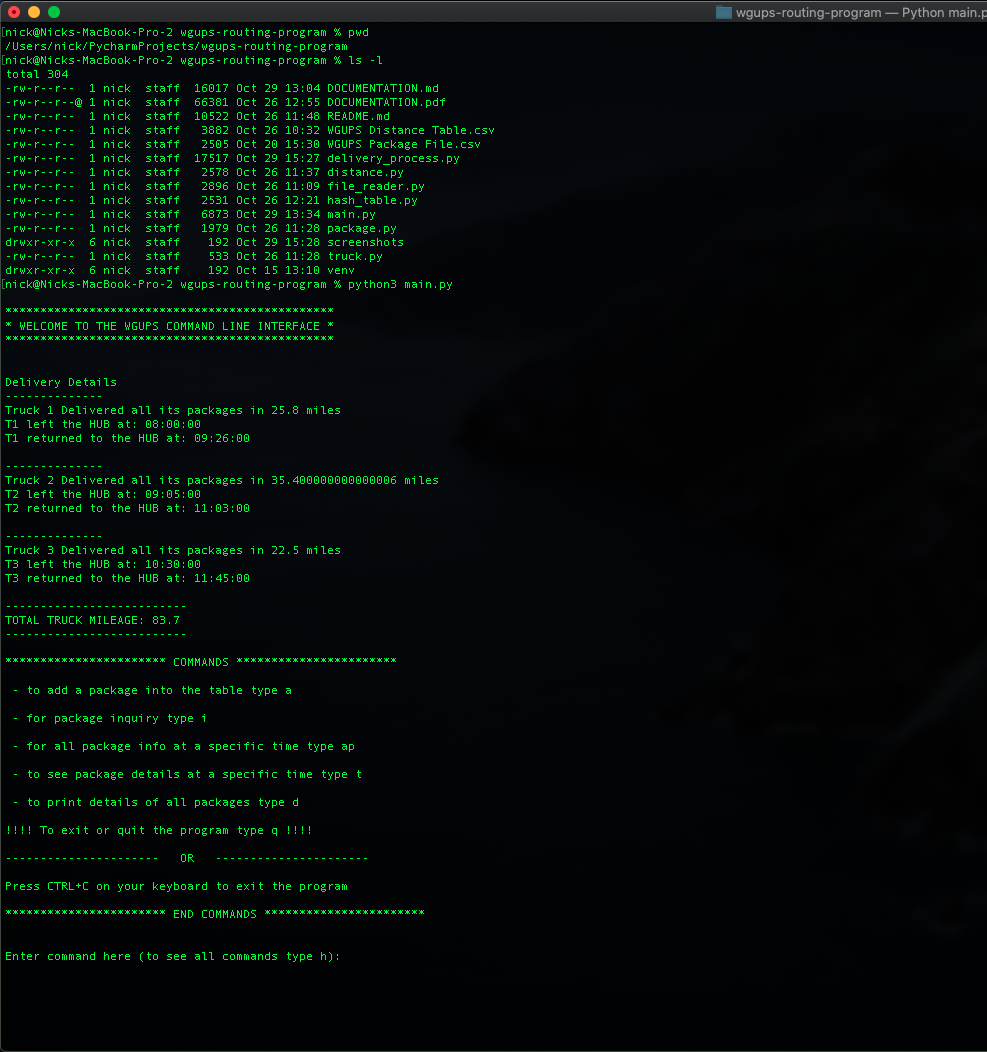 wgups-routing-program — Python main.p
[nick@Nicks-MacBook-Pro-2 wgups-routing-program % pwd
/Users/nick/PycharmProjects/wgups-routing-program
[nick@Nicks-MacBook-Pro-2 wgups-routing-program % ls -l
total 304
-rw-r--r--  1 nick  staff  16017 Oct 29 13:04 DOCUMENTATION.md
-rw-r--r--@ 1 nick  staff  66381 Oct 26 12:55 DOCUMENTATION.pdf
-rw-r--r--  1 nick  staff  10522 Oct 26 11:48 README.md
-rw-r--r--  1 nick  staff   3882 Oct 26 10:32 WGUPS Distance Table.csv
-rw-r--r--  1 nick  staff   2505 Oct 20 15:30 WGUPS Package File.csv
-rw-r--r--  1 nick  staff  17517 Oct 29 15:27 delivery_process.py
-rw-r--r--  1 nick  staff   2578 Oct 26 11:37 distance.py
-rw-r--r--  1 nick  staff   2896 Oct 26 11:09 file_reader.py
-rw-r--r--  1 nick  staff   2531 Oct 26 12:21 hash_table.py
-rw-r--r--  1 nick  staff   6873 Oct 29 13:34 main.py
-rw-r--r--  1 nick  staff   1979 Oct 26 11:28 package.py
drwxr-xr-x  6 nick  staff    192 Oct 29 15:28 screenshots
-rw-r--r--  1 nick  staff    533 Oct 26 11:28 truck.py
drwxr-xr-x  6 nick  staff    192 Oct 15 13:10 venv
[nick@Nicks-MacBook-Pro-2 wgups-routing-program % python3 main.py
***********************************************
* WELCOME TO THE WGUPS COMMAND LINE INTERFACE *
***********************************************
Delivery Details
--------------
Truck 1 Delivered all its packages in 25.8 miles
T1 left the HUB at: 08:00:00
T1 returned to the HUB at: 09:26:00
--------------
Truck 2 Delivered all its packages in 35.400000000000006 miles
T2 left the HUB at: 09:05:00
T2 returned to the HUB at: 11:03:00
--------------
Truck 3 Delivered all its packages in 22.5 miles
T3 left the HUB at: 10:30:00
T3 returned to the HUB at: 11:45:00
--------------------------
TOTAL TRUCK MILEAGE: 83.7
--------------------------
*********************** COMMANDS ***********************
- to add a package into the table type a
- for package inquiry type i
- for all package info at a specific time type ap
- to see package details at a specific time type t
- to print details of all packages type d
!!!! To exit or quit the program type q !!!!
----------------------   OR   ----------------------
Press CTRL+C on your keyboard to exit the program
*********************** END COMMANDS ***********************
Enter command here (to see all commands type h):